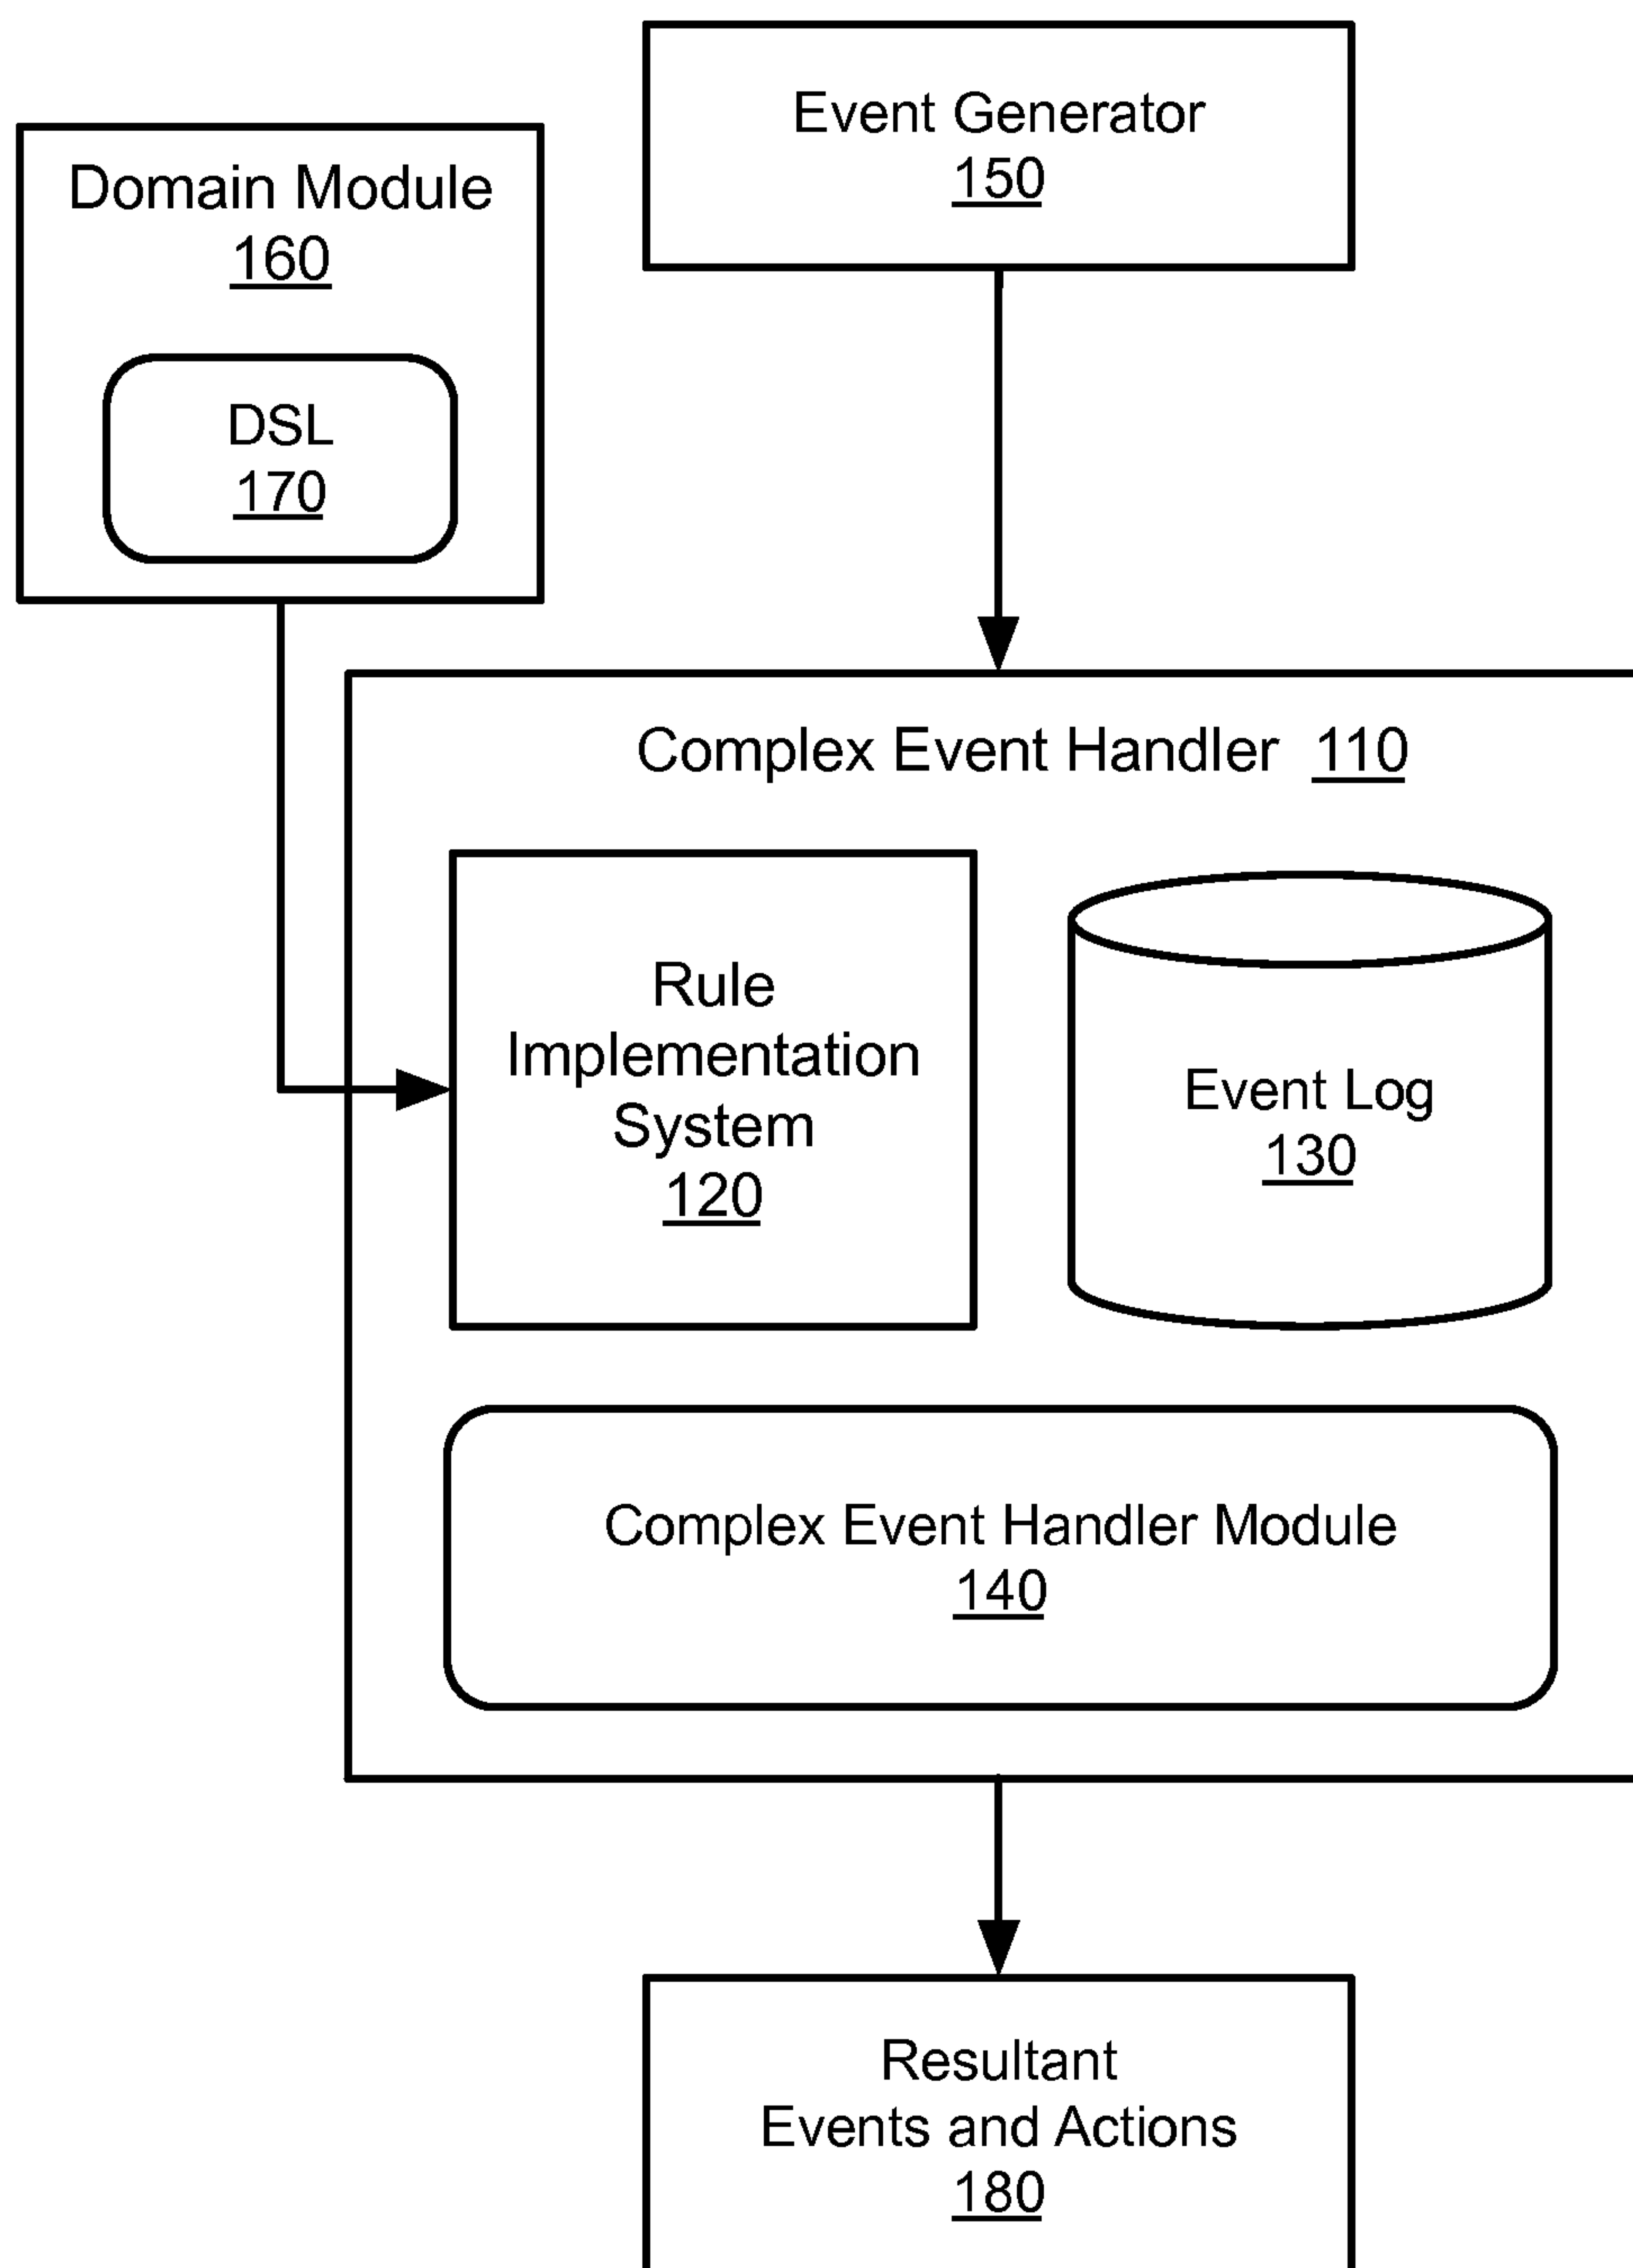 Event Generator
150
Domain Module
160
DSL
170
Complex Event Handler 110
Rule
Implementation
System
120
Event Log
130
Complex Event Handler Module
140
Resultant
Events and Actions
180